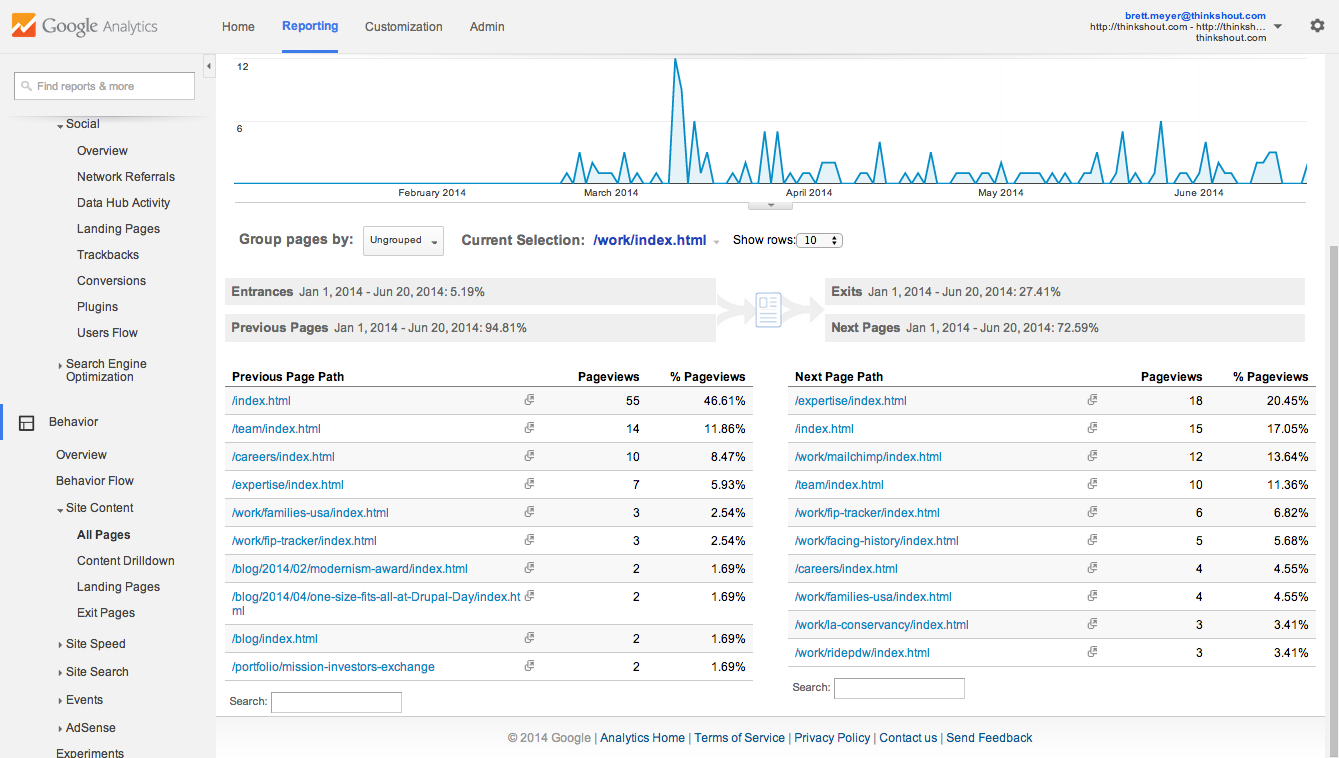 Google Analytics
Home Reporting Customization Admin
brett.meyer@thinkshout.com
http://thinkshout.com - http://thinksh...
thinkshout.com
Find reports & more
Social
Overview
Network Referrals
Data Hub Activity
Landing Pages
Trackbacks
Conversions
Plugins
Users Flow
Search Engine
Optimization
Behavior
Overview
Behavior Flow
Site Content
All Pages
Content Drilldown
Landing Pages
Exit Pages
Site Speed
Site Search
Events
AdSense
Experiments
12
6
February 2014 March 2014 April 2014 May 2014 June 2014
Group pages by: Ungrouped Current Selection: /work/index.html Show rows: 10
Entrances Jan 1, 2014 - Jun 20, 2014: 5.19%
Previous Pages Jan 1, 2014 - Jun 20, 2014: 94.81%
Exits Jan 1, 2014 - Jun 20, 2014: 27.41%
Next Pages Jan 1, 2014 - Jun 20, 2014: 72.59%
Previous Page Path Pageviews % Pageviews
/index.html 55 46.61%
/team/index.html 14 11.86%
/careers/index.html 10 8.47%
/expertise/index.html 7 5.93%
/work/families-usa/index.html 3 2.54%
/work/fip-tracker/index.html 3 2.54%
/blog/2014/02/modernism-award/index.html 2 1.69%
/blog/2014/04/one-size-fits-all-at-Drupal-Day/index.ht 2 1.69%
ml
/blog/index.html 2 1.69%
/portfolio/mission-investors-exchange 2 1.69%
Search:
Next Page Path Pageviews % Pageviews
/expertise/index.html 18 20.45%
/index.html 15 17.05%
/work/mailchimp/index.html 12 13.64%
/team/index.html 10 11.36%
/work/fip-tracker/index.html 6 6.82%
/work/facing-history/index.html 5 5.68%
/careers/index.html 4 4.55%
/work/families-usa/index.html 4 4.55%
/work/la-conservancy/index.html 3 3.41%
/work/ridepdw/index.html 3 3.41%
Search:
© 2014 Google | Analytics Home | Terms of Service | Privacy Policy | Contact us | Send Feedback